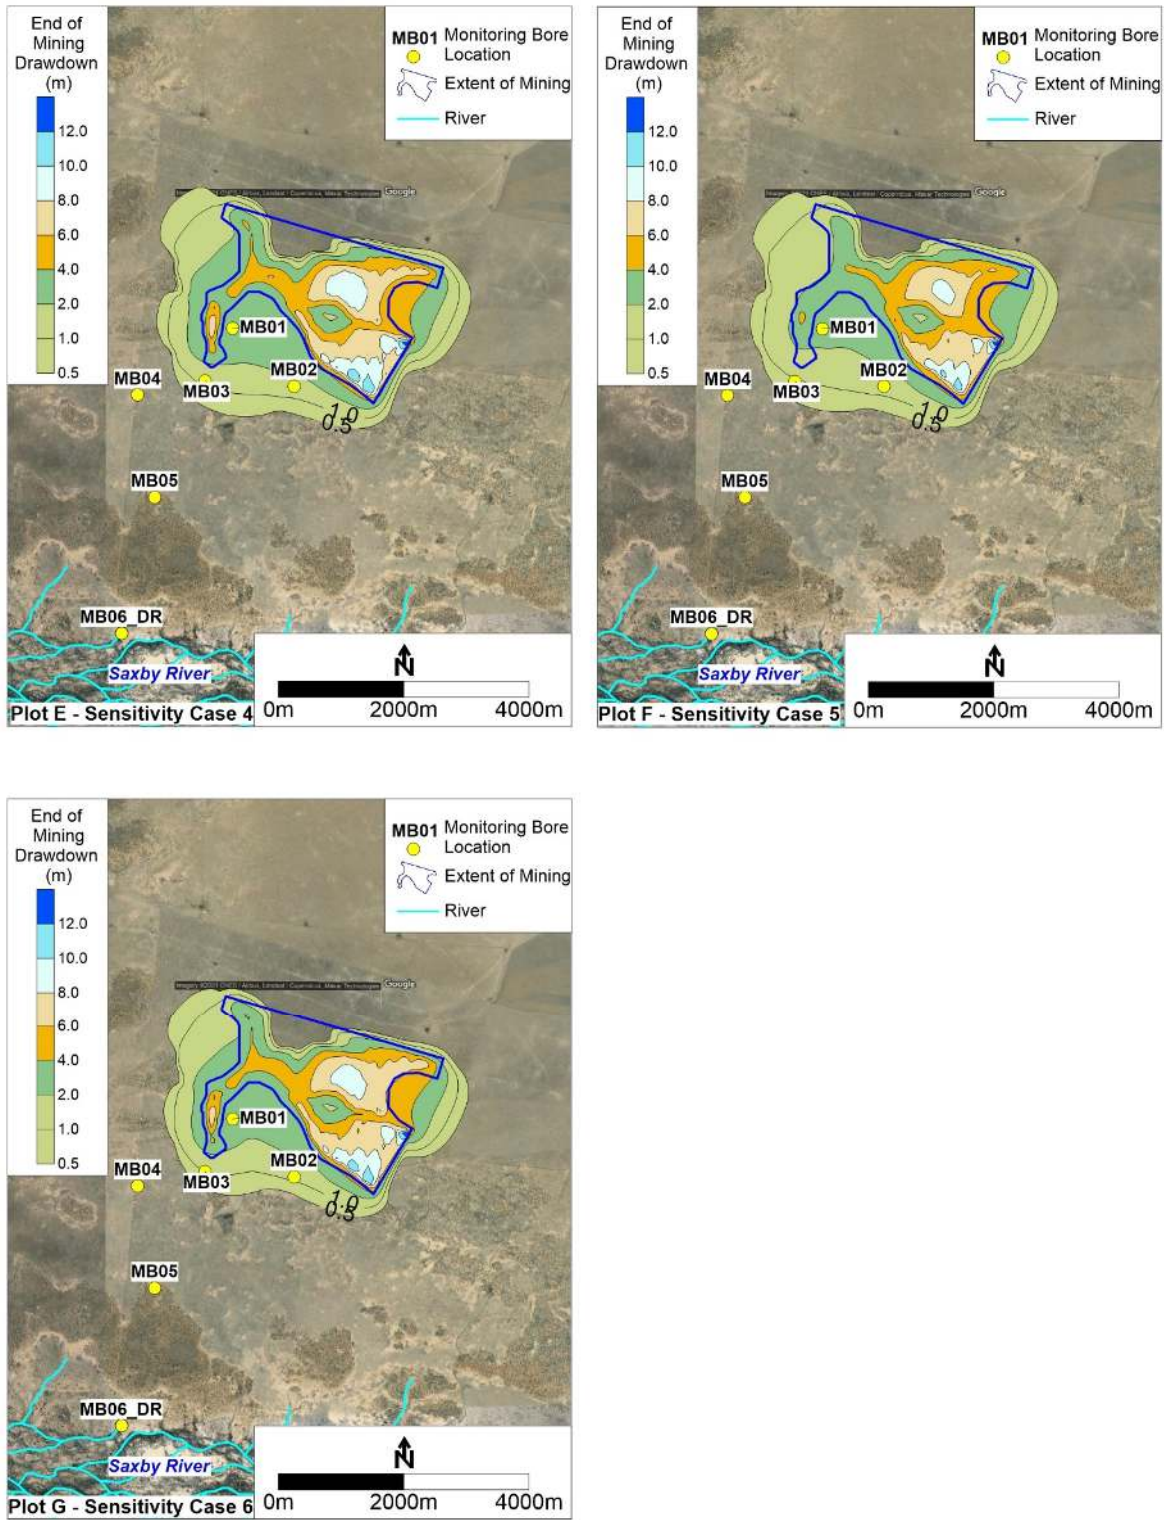 End of
Mining
Drawdown
(m)
12.0
10.0
8.0
6.0
4.0
2.0
1.0
0.5
MB01 Monitoring Bore
Location
Extent of Mining
River
Google
MB01
MB02
MB04
MB03
1.0
0.5
MB05
MB06_DR
Saxby River
N
Plot E - Sensitivity Case 4
0m 2000m 4000m
End of
Mining
Drawdown
(m)
12.0
10.0
8.0
6.0
4.0
2.0
1.0
0.5
MB01 Monitoring Bore
Location
Extent of Mining
River
Google
MB01
MB02
MB04
MB03
1.0
0.5
MB05
MB06_DR
Saxby River
N
Plot F - Sensitivity Case 5
0m 2000m 4000m
End of
Mining
Drawdown
(m)
12.0
10.0
8.0
6.0
4.0
2.0
1.0
0.5
MB01 Monitoring Bore
Location
Extent of Mining
River
Google
MB01
MB02
MB04
MB03
1.0
0.5
MB05
MB06_DR
Saxby River
N
Plot G - Sensitivity Case 6
0m 2000m 4000m